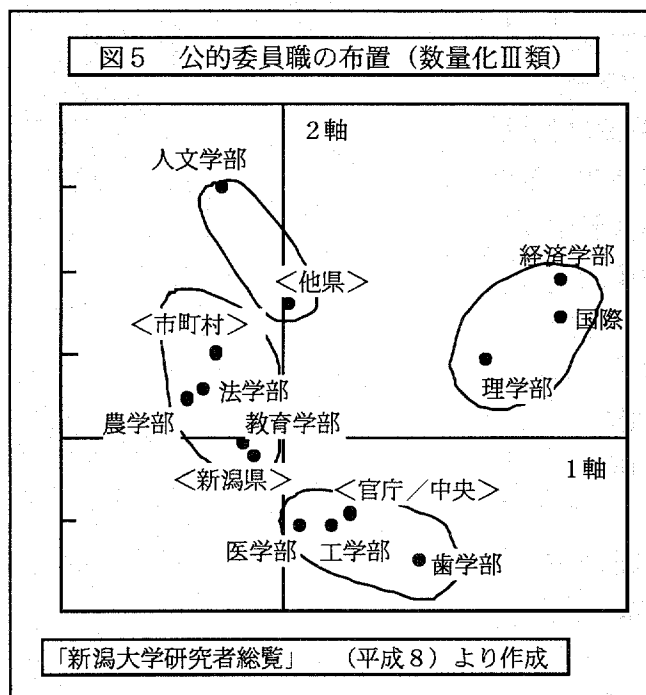 図５ 公的委員職の布置（数量化Ⅲ類）
２軸
人文学部
経済学部
＜他県＞
国際
＜市町村＞
理学部
法学部
農学部
教育学部
＜新潟県＞
１軸
＜官庁／中央＞
医学部
工学部
歯学部
「新潟大学研究者総覧」 （平成８）より作成